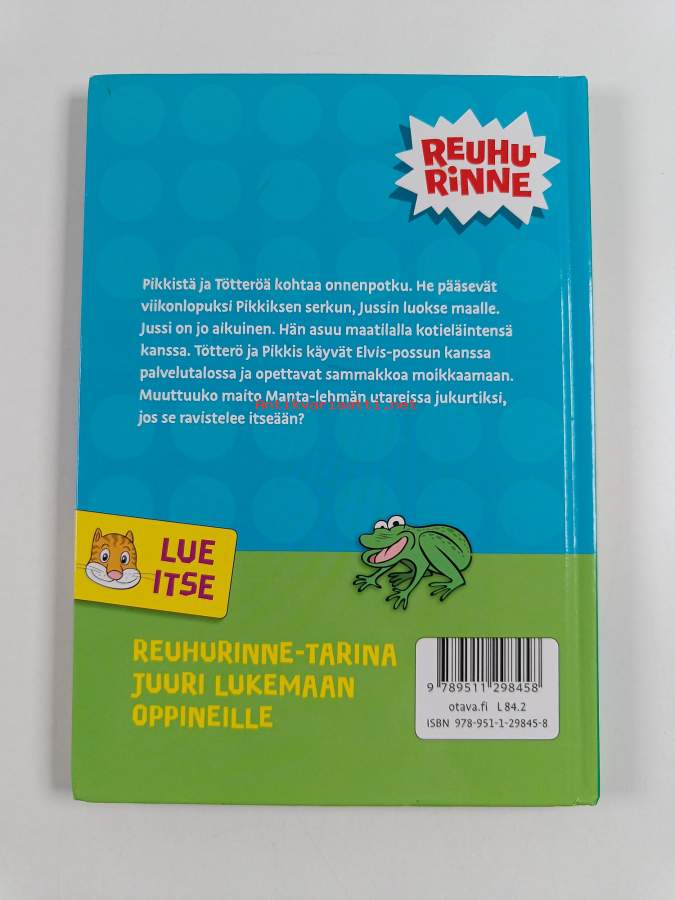 REUHU-
RINNE
Pikkistä ja Tötteröä kohtaa onnenpotku. He pääsevät
viikonlopuksi Pikkiksen serkun, Jussin luokse maalle.
Jussi on jo aikuinen. Hän asuu maatilalla kotieläintensä
kanssa. Tötterö ja Pikkis käyvät Elvis-possun kanssa
palvelutalossa ja opettavat sammakkoa moikkaamaan.
Muuttuuko maito Manta-lehmän utareissa jukurtiksi,
Antikvariaatti.net
jos se ravistelee itseään?
LUE
ITSE
REUHURINNE-TARINA
JUURI LUKEMAAN
OPPINEILLE
9 789511 298458
otava.fi L 84.2
ISBN 978-951-1-29845-8